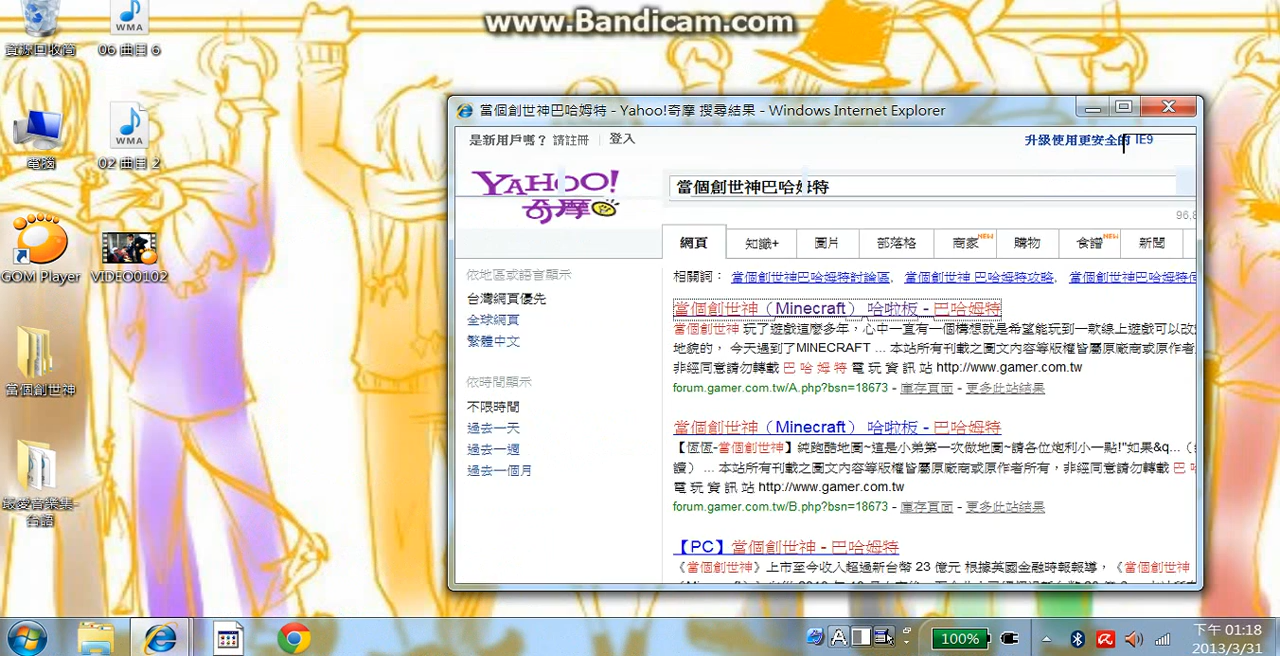 www.Bandicam.com
資源回收筒
06 曲目 6
電腦
02 曲目 2
GOM Player
VIDEO0102
當個創世神
最愛音樂集-
台語
當個創世神巴哈姆特 - Yahoo!奇摩 搜尋結果 - Windows Internet Explorer
是新用戶嗎？ 請註冊 | 登入
升級使用更安全的 IE9
YAHOO!
奇摩
當個創世神巴哈姆特
96,8
網頁 知識+ 圖片 部落格 商家 NEW 購物 食譜 NEW 新聞
依地區或語言顯示
台灣網頁優先
全球網頁
繁體中文
依時間顯示
不限時間
過去一天
過去一週
過去一個月
相關詞： 當個創世神巴哈姆特討論區, 當個創世神 巴哈姆特攻略, 當個創世神巴哈姆特伺
當個創世神（Minecraft） 哈啦板 - 巴哈姆特
當個創世神 玩了遊戲這麼多年，心中一直有一個構想就是希望能玩到一款線上遊戲可以改
地貌的， 今天遇到了MINECRAFT ... 本站所有刊載之圖文內容等版權皆屬原廠商或原作者
非經同意請勿轉載 巴 哈 姆 特 電 玩 資 訊 站 http://www.gamer.com.tw
forum.gamer.com.tw/A.php?bsn=18673 - 庫存頁面 - 更多此站結果
當個創世神（Minecraft） 哈啦板 - 巴哈姆特
【恆恆-當個創世神】純跑酷地圖~這是小弟第一次做地圖~請各位炮利小一點!"如果&q...（
讀） ... 本站所有刊載之圖文內容等版權皆屬原廠商或原作者所有，非經同意請勿轉載 巴
電 玩 資 訊 站 http://www.gamer.com.tw
forum.gamer.com.tw/B.php?bsn=18673 - 庫存頁面 - 更多此站結果
【PC】當個創世神 - 巴哈姆特
《當個創世神》上市至今收入超過新台幣 23 億元 根據英國金融時報報導，《當個創世神
100%
下午 01:18
2013/3/31